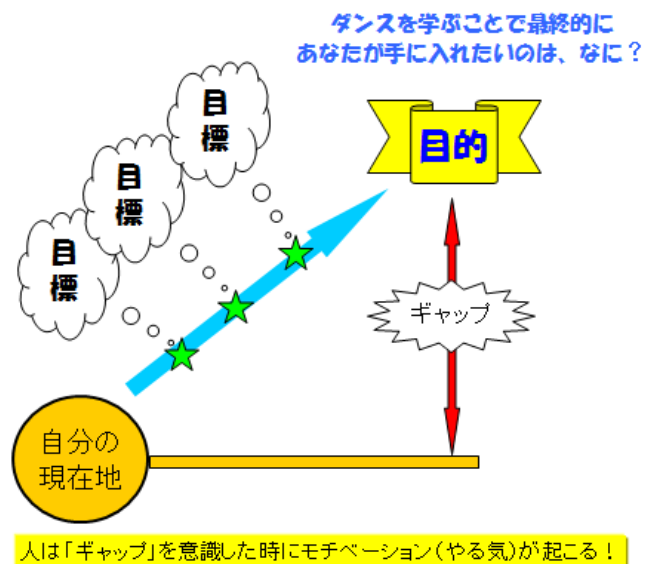 ダンスを学ぶことで最終的に
あなたが手に入れたいのは、なに？
目標
目標
目標
目的
ギャップ
自分の
現在地
人は「ギャップ」を意識した時にモチベーション（やる気）が起こる！